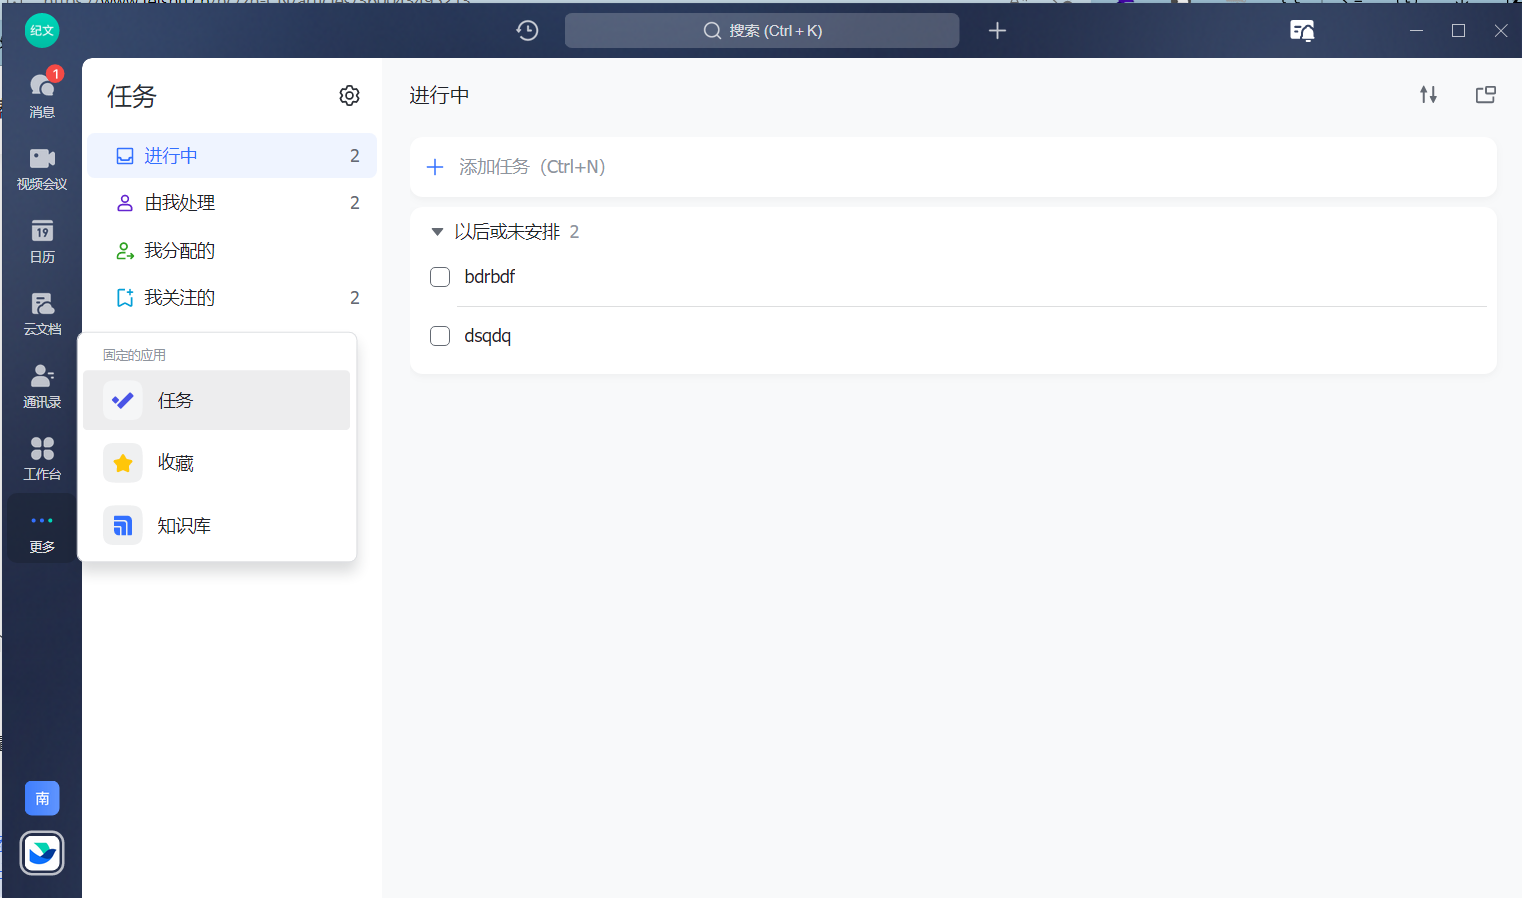 纪文
搜索 (Ctrl + K)
1
消息
视频会议
19
日历
云文档
通讯录
工作台
更多
南
任务
进行中 2
由我处理 2
我分配的
我关注的 2
固定的应用
任务
收藏
知识库
进行中
添加任务（Ctrl+N）
以后或未安排 2
bdrbdf
dsqdq